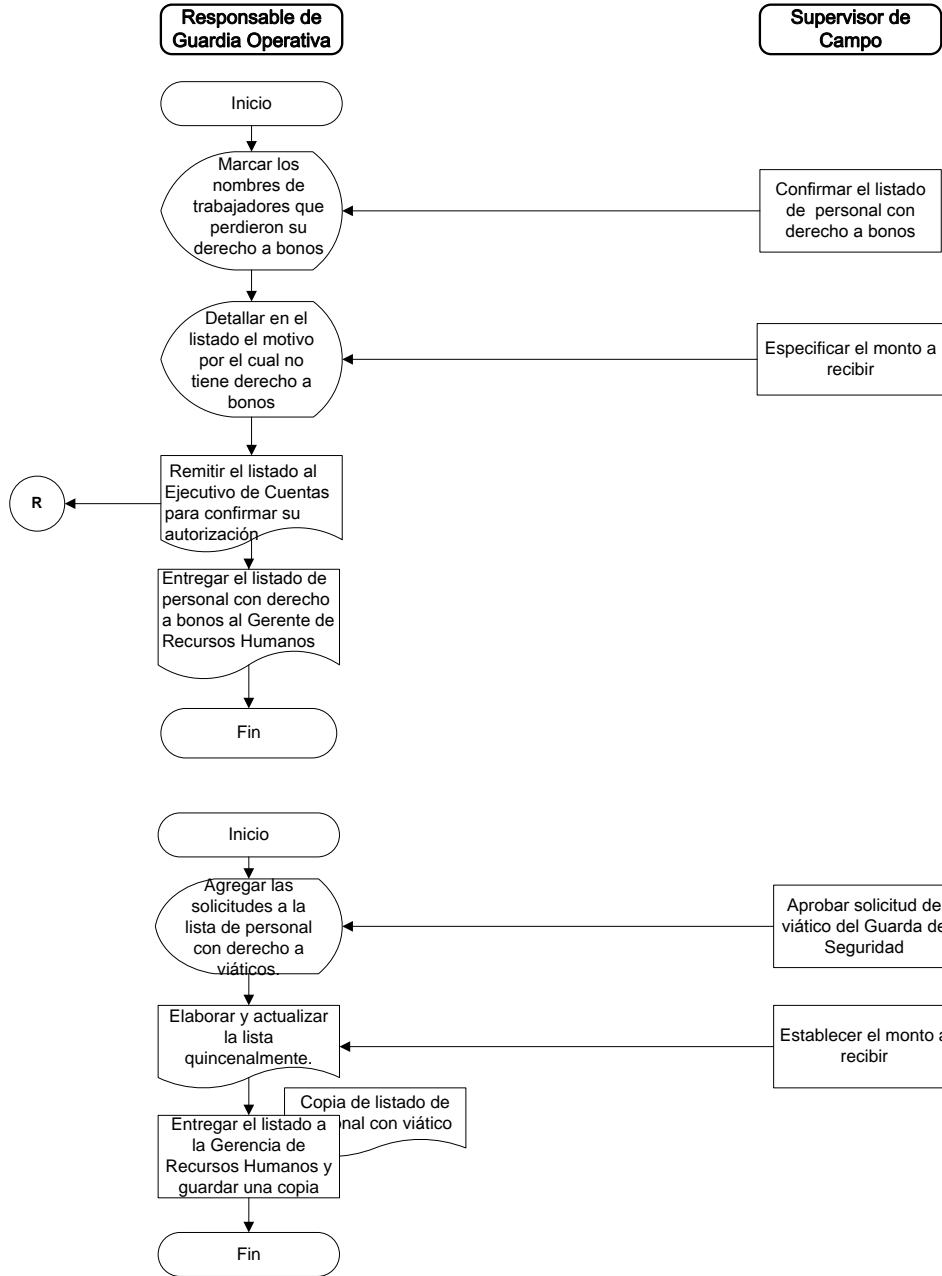 Responsable de
Guardia Operativa
Supervisor de
Campo
Inicio
Marcar los
nombres de
trabajadores que
perdieron su
derecho a bonos
Confirmar el listado
de personal con
derecho a bonos
Detallar en el
listado el motivo
por el cual no
tiene derecho a
bonos
Especificar el monto a
recibir
Remitir el listado al
Ejecutivo de Cuentas
para confirmar su
autorización
R
Entregar el listado de
personal con derecho
a bonos al Gerente de
Recursos Humanos
Fin
Inicio
Agregar las
solicitudes a la
lista de personal
con derecho a
viáticos.
Aprobar solicitud de
viático del Guarda de
Seguridad
Elaborar y actualizar
la lista
quincenalmente.
Establecer el monto a
recibir
Copia de listado de
onal con viático
Entregar el listado a
la Gerencia de
Recursos Humanos y
guardar una copia
Fin